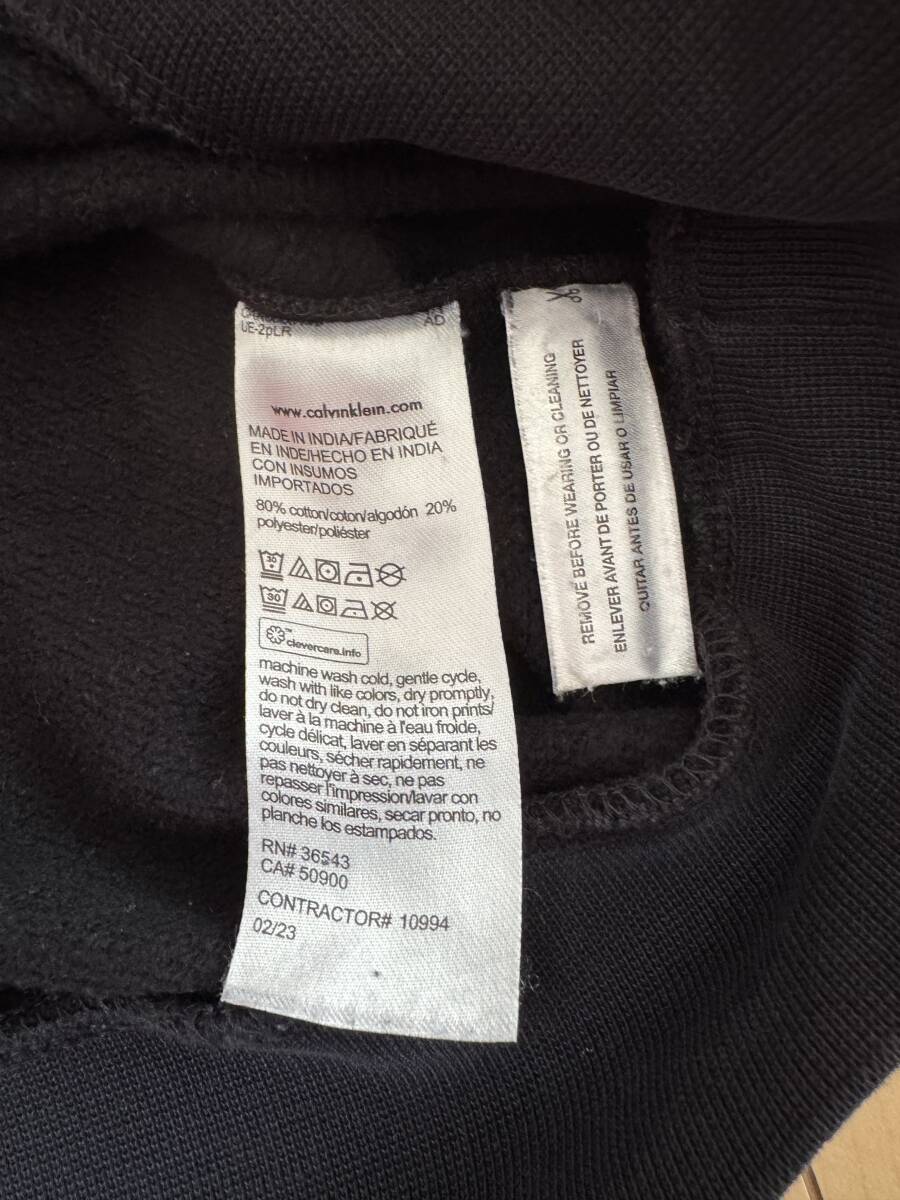 UE-2pLR
AD
www.calvinklein.com
MADE IN INDIA/FABRIQUÉ
EN INDE/HECHO EN INDIA
CON INSUMOS
IMPORTADOS
80% cotton/coton/algodón 20%
polyester/poliéster
30
30
clevercare.info
machine wash cold, gentle cycle,
wash with like colors, dry promptly,
do not dry clean, do not iron prints/
laver à la machine à l'eau froide,
cycle délicat, laver en séparant les
couleurs, sécher rapidement, ne
pas nettoyer à sec, ne pas
repasser l'impression/lavar con
colores similares, secar pronto, no
planche los estampados.
RN# 36543
CA# 50900
CONTRACTOR# 10994
02/23
REMOVE BEFORE WEARING OR CLEANING
ENLEVER AVANT DE PORTER OU DE NETTOYER
QUITAR ANTES DE USAR O LIMPIAR